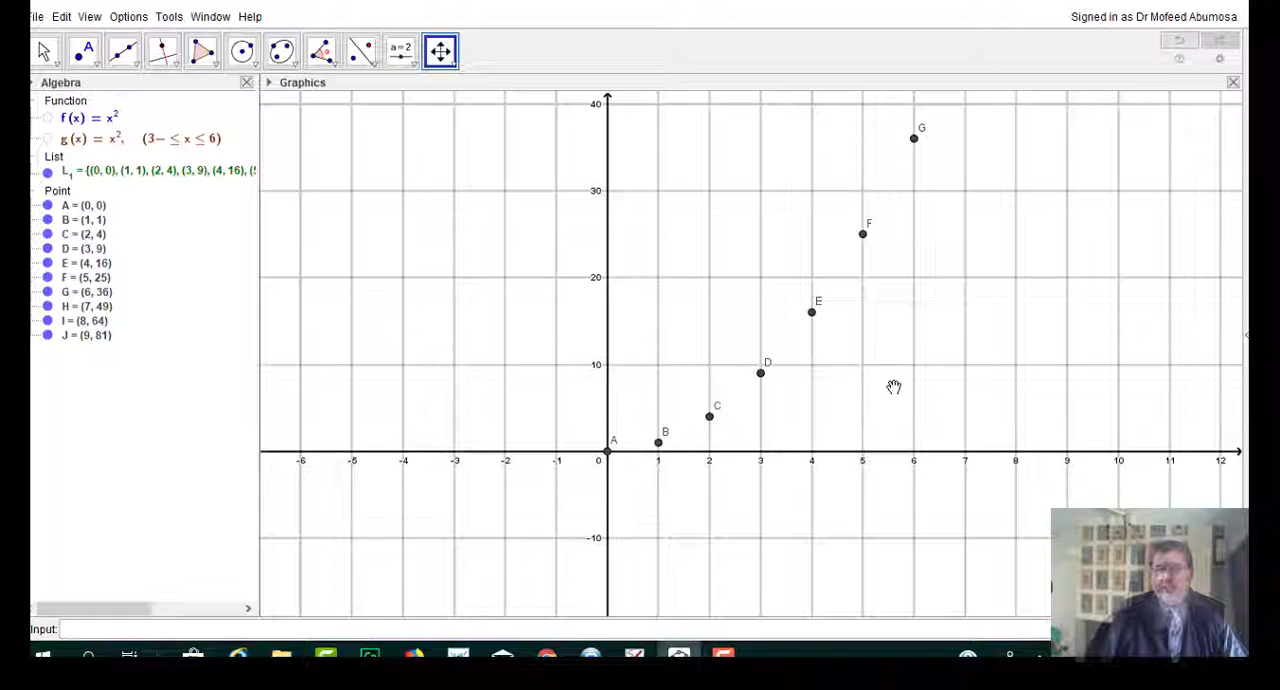 File Edit View Options Tools Window Help
Signed in as Dr Mofeed Abumosa
A
α
a=2
Algebra
Graphics
Function
f(x) = x²
g(x) = x², (3− ≤ x ≤ 6)
List
L₁ = {(0, 0), (1, 1), (2, 4), (3, 9), (4, 16), (5
Point
A = (0, 0)
B = (1, 1)
C = (2, 4)
D = (3, 9)
E = (4, 16)
F = (5, 25)
G = (6, 36)
H = (7, 49)
I = (8, 64)
J = (9, 81)
40
G
30
F
20
E
10
D
C
B
A
-6 -5 -4 -3 -2 -1 0 1 2 3 4 5 6 7 8 9 10 11 12
-10
Input: